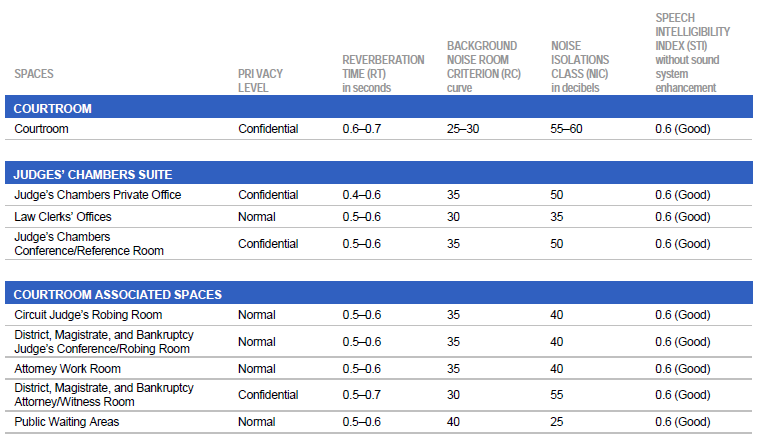 SPACES PRIVACY LEVEL REVERBERATION TIME (RT) in seconds BACKGROUND NOISE ROOM CRITERION (RC) curve NOISE ISOLATIONS CLASS (NIC) in decibels SPEECH INTELLIGIBILITY INDEX (STI) without sound system enhancement
COURTROOM
Courtroom Confidential 0.6–0.7 25–30 55–60 0.6 (Good)
JUDGES' CHAMBERS SUITE
Judge's Chambers Private Office Confidential 0.4–0.6 35 50 0.6 (Good)
Law Clerks' Offices Normal 0.5–0.6 30 35 0.6 (Good)
Judge's Chambers
Conference/Reference Room Confidential 0.5–0.6 35 50 0.6 (Good)
COURTROOM ASSOCIATED SPACES
Circuit Judge's Robing Room Normal 0.5–0.6 35 40 0.6 (Good)
District, Magistrate, and Bankruptcy
Judge's Conference/Robing Room Normal 0.5–0.6 35 40 0.6 (Good)
Attorney Work Room Normal 0.5–0.6 35 40 0.6 (Good)
District, Magistrate, and Bankruptcy
Attorney/Witness Room Confidential 0.5–0.7 30 55 0.6 (Good)
Public Waiting Areas Normal 0.5–0.6 40 25 0.6 (Good)